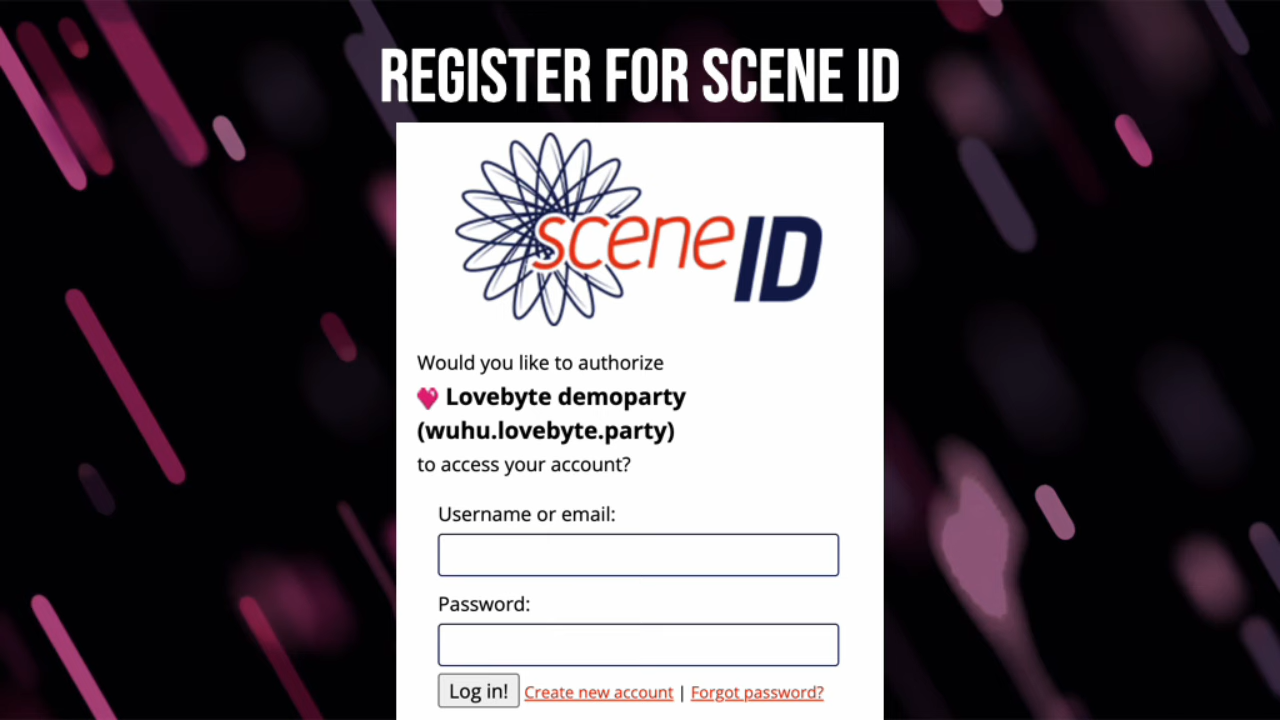 REGISTER FOR SCENE ID
sceneID
Would you like to authorize
Lovebyte demoparty
(wuhu.lovebyte.party)
to access your account?
Username or email:
Password:
Log in! Create new account | Forgot password?